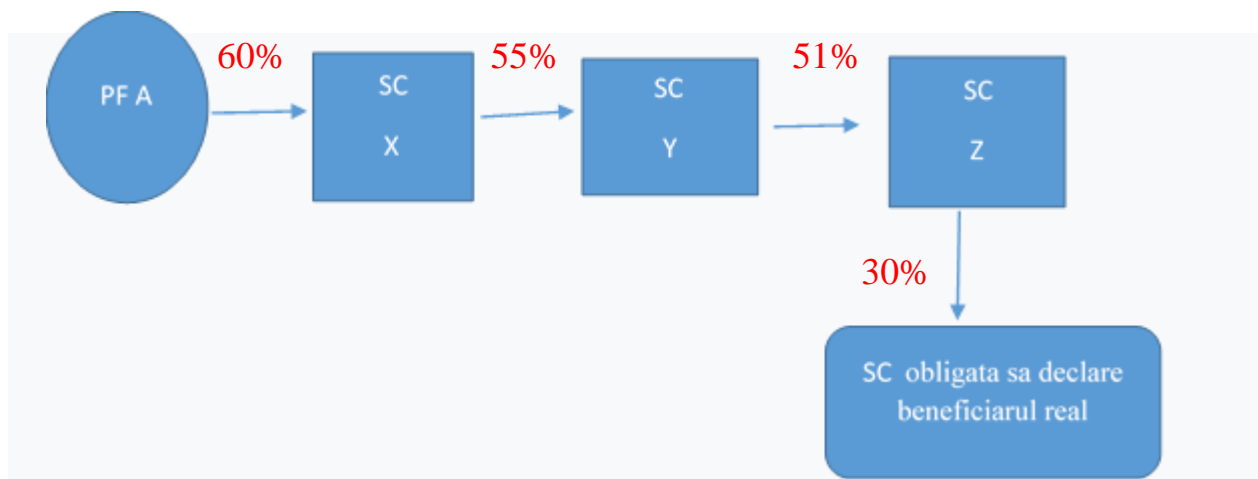 60%
55%
51%
PF A
SC
X
SC
Y
SC
Z
30%
SC obligata sa declare
beneficiarul real